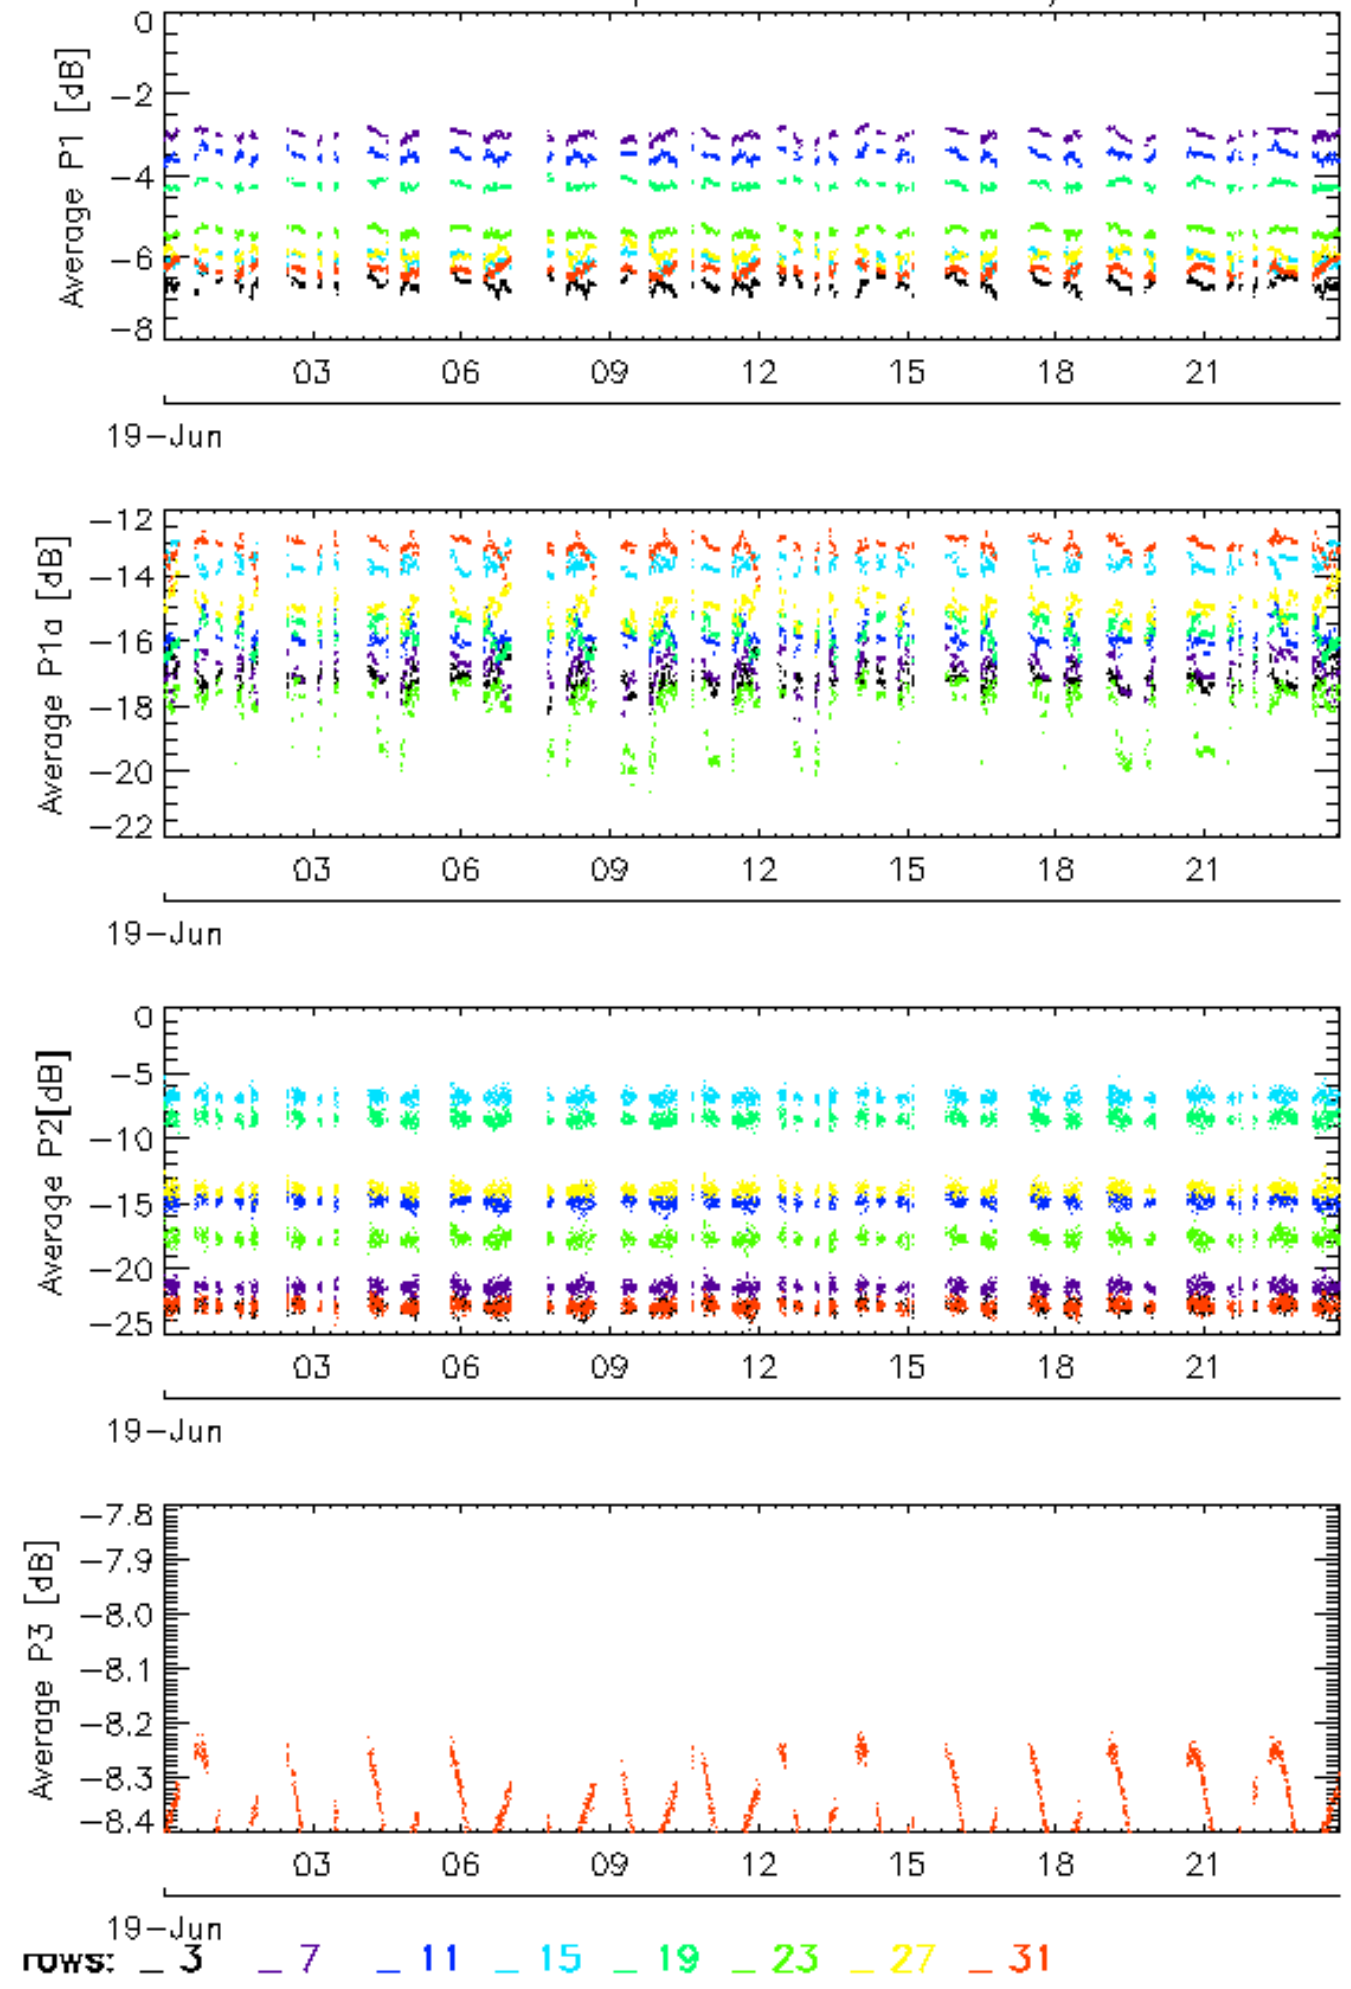 Average P1 [dB]
0
−2
−4
−6
−8
03 06 09 12 15 18 21
19−Jun
Average P1a [dB]
−12
−14
−16
−18
−20
−22
03 06 09 12 15 18 21
19−Jun
Average P2[dB]
0
−5
−10
−15
−20
−25
03 06 09 12 15 18 21
19−Jun
Average P3 [dB]
−7.8
−7.9
−8.0
−8.1
−8.2
−8.3
−8.4
03 06 09 12 15 18 21
19−Jun
rows: _ 3 _ 7 _ 11 _ 15 _ 19 _ 23 _ 27 _ 31